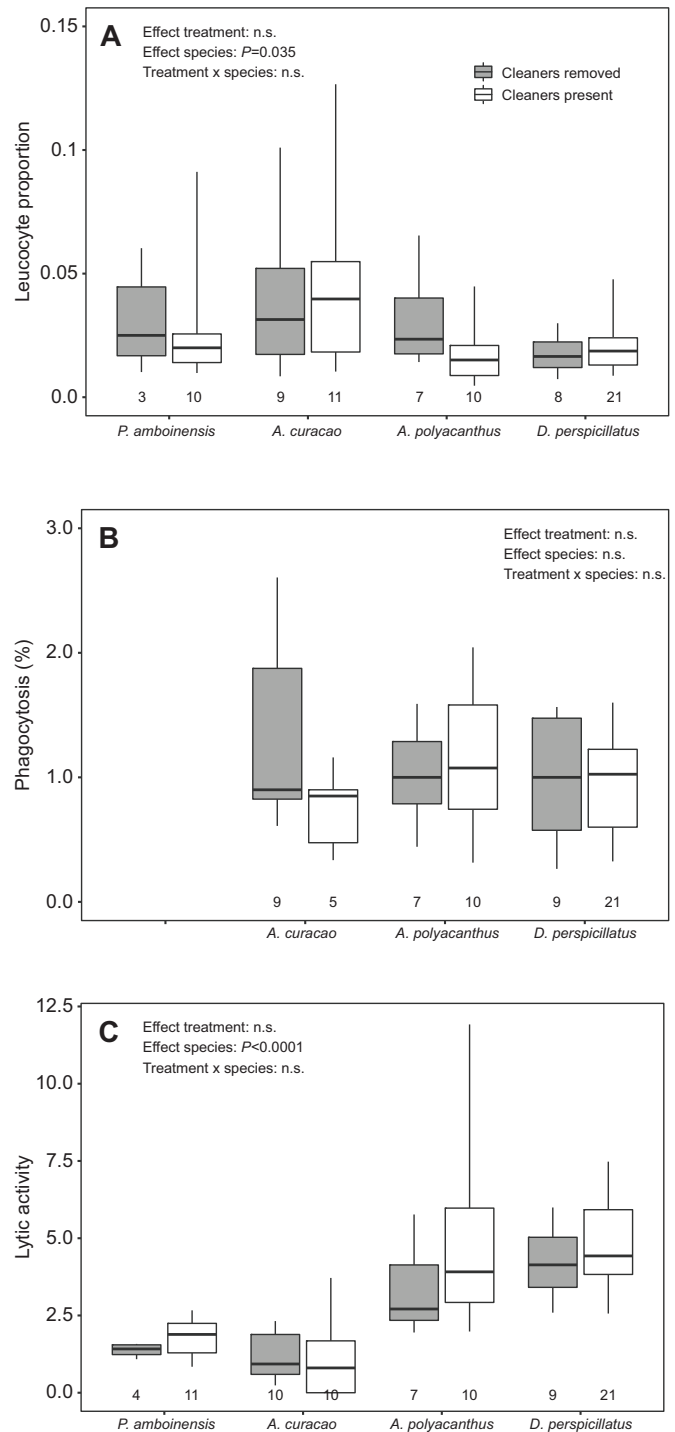 A
Effect treatment: n.s.
Effect species: P=0.035
Treatment x species: n.s.
Cleaners removed
Cleaners present
Leucocyte proportion
0.15
0.1
0.05
0.0
3 10 9 11 7 10 8 21
P. amboinensis A. curacao A. polyacanthus D. perspicillatus
B
Effect treatment: n.s.
Effect species: n.s.
Treatment x species: n.s.
Phagocytosis (%)
3.0
2.0
1.0
0.0
9 5 7 10 9 21
A. curacao A. polyacanthus D. perspicillatus
C
Effect treatment: n.s.
Effect species: P<0.0001
Treatment x species: n.s.
Lytic activity
12.5
10.0
7.5
5.0
2.5
0.0
4 11 10 10 7 10 9 21
P. amboinensis A. curacao A. polyacanthus D. perspicillatus